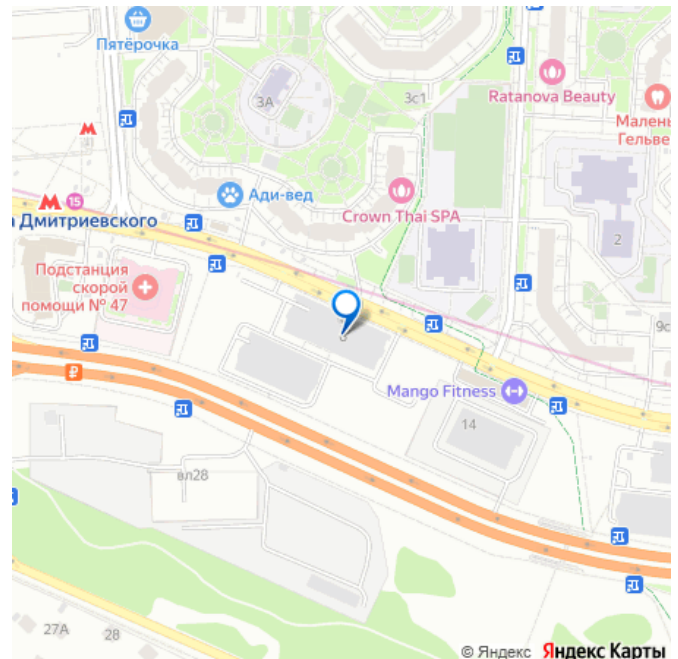 Пятёрочка
3А
3с1
Ratanova Beauty
Мален
Гельве
Ади-вед
Crown Thai SPA
15
а Дмитриевского
2
Подстанция
скорой
помощи № 47
9с
Mango Fitness
14
вл28
27А
28
© Яндекс Яндекс Карты